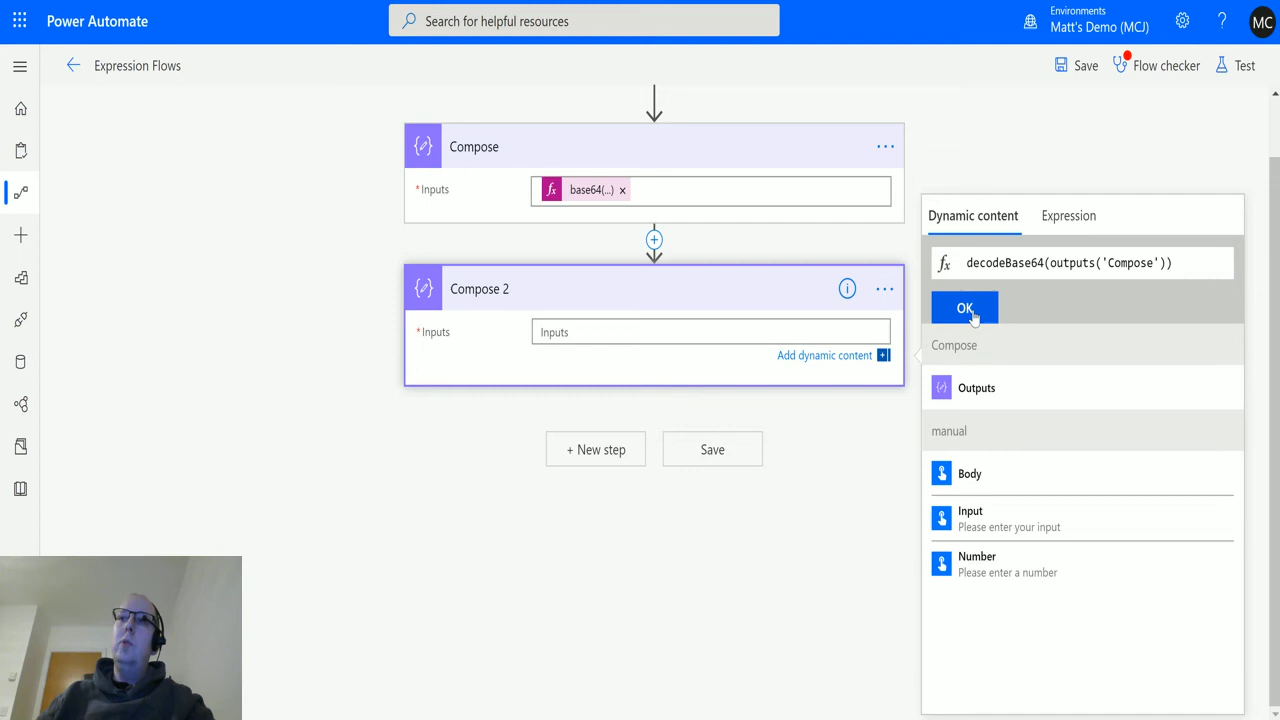 Power Automate
Search for helpful resources
Environments
Matt's Demo (MCJ)
?
MC
Expression Flows
Save
Flow checker
Test
Compose
...
*Inputs
fx base64(...) x
Compose 2
i
...
*Inputs
Inputs
Add dynamic content
+ New step
Save
Dynamic content
Expression
fx decodeBase64(outputs('Compose'))
OK
Compose
Outputs
manual
Body
Input
Please enter your input
Number
Please enter a number